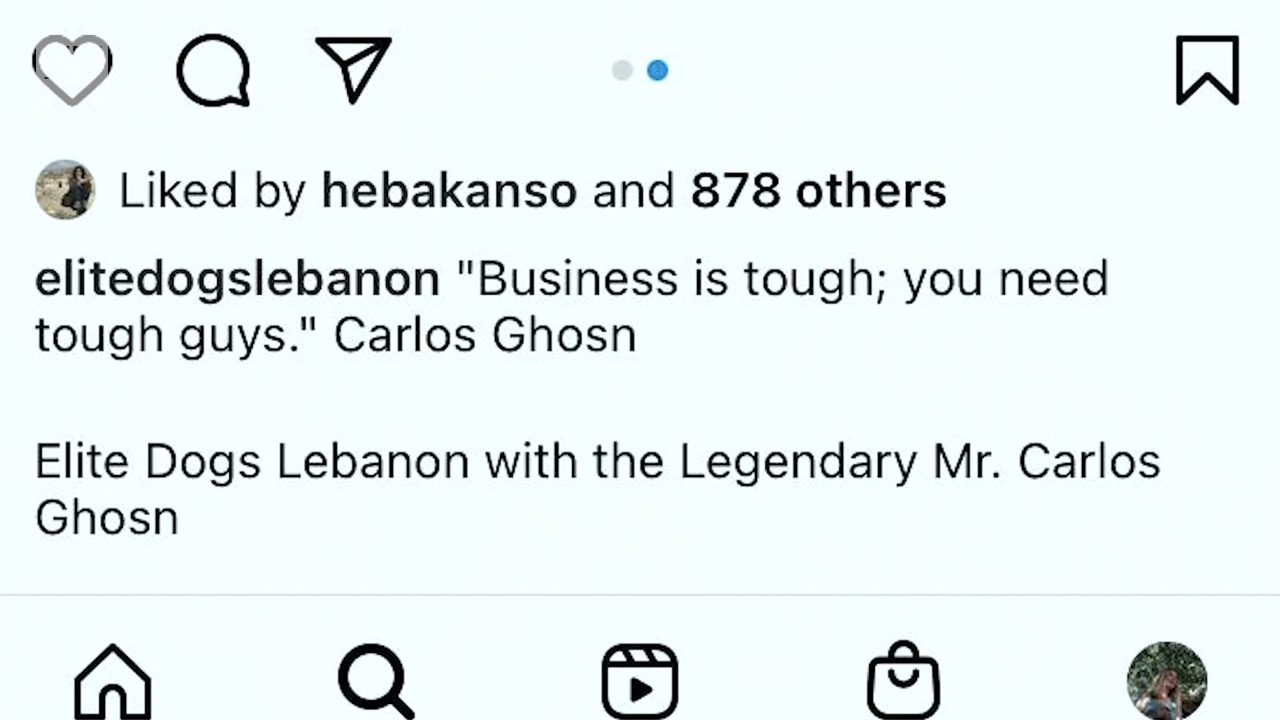 Liked by hebakanso and 878 others
elitedogslebanon "Business is tough; you need
tough guys." Carlos Ghosn
Elite Dogs Lebanon with the Legendary Mr. Carlos
Ghosn